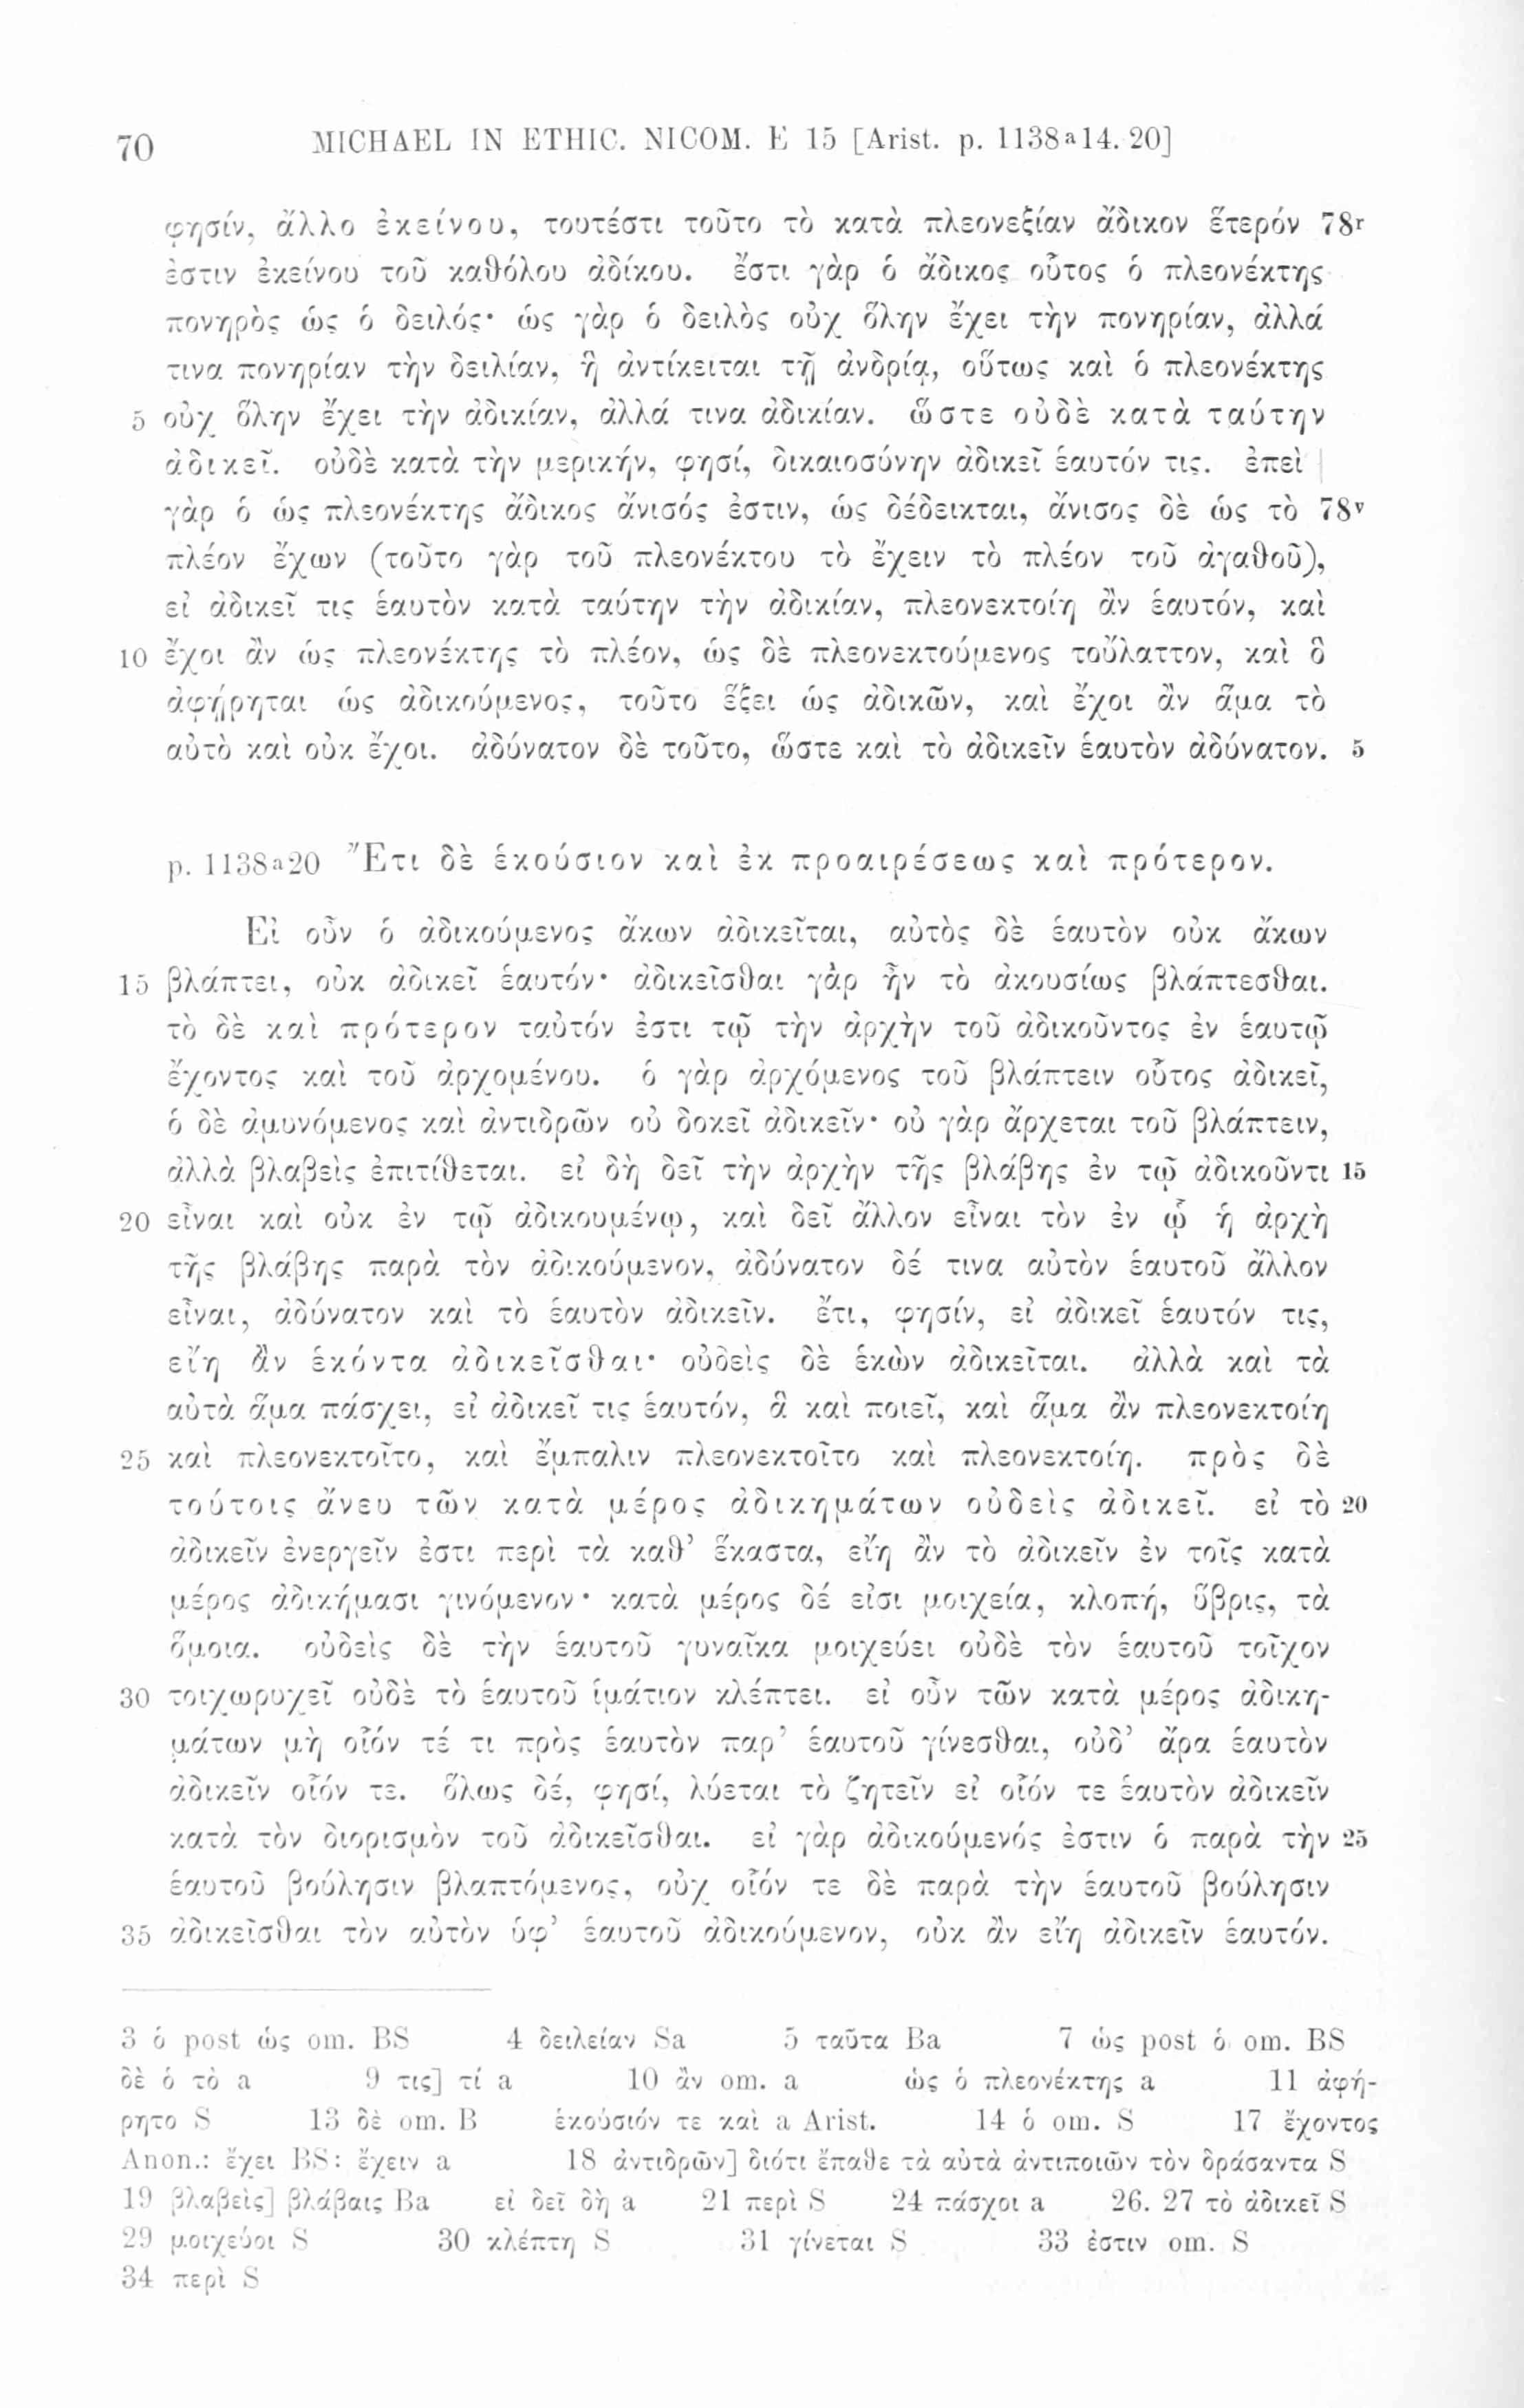 70 MICHAEL IN ETHIC. NICOM. E 15 [Arist. p. 1138ᵃ14. 20]
φησίν, ἄλλο ἐκείνου, τουτέστι τοῦτο τὸ κατὰ πλεονεξίαν ἄδικον ἕτερόν 78ʳ
ἐστιν ἐκείνου τοῦ καθόλου ἀδίκου. ἔστι γὰρ ὁ ἄδικος οὗτος ὁ πλεονέκτης
πονηρὸς ὡς ὁ δειλός· ὡς γὰρ ὁ δειλὸς οὐχ ὅλην ἔχει τὴν πονηρίαν, ἀλλά
τινα πονηρίαν τὴν δειλίαν, ἣ ἀντίκειται τῇ ἀνδρίᾳ, οὕτως καὶ ὁ πλεονέκτης
5 οὐχ ὅλην ἔχει τὴν ἀδικίαν, ἀλλά τινα ἀδικίαν. ὥστε οὐδὲ κατὰ ταύτην
ἀδικεῖ. οὐδὲ κατὰ τὴν μερικήν, φησί, δικαιοσύνην ἀδικεῖ ἑαυτόν τις. ἐπεὶ |
γὰρ ὁ ὡς πλεονέκτης ἄδικος ἄνισός ἐστιν, ὡς δέδεικται, ἄνισος δὲ ὡς τὸ 78ᵛ
πλέον ἔχων (τοῦτο γὰρ τοῦ πλεονέκτου τὸ ἔχειν τὸ πλέον τοῦ ἀγαθοῦ),
εἰ ἀδικεῖ τις ἑαυτὸν κατὰ ταύτην τὴν ἀδικίαν, πλεονεκτοίη ἂν ἑαυτόν, καὶ
10 ἔχοι ἂν ὡς πλεονέκτης τὸ πλέον, ὡς δὲ πλεονεκτούμενος τοὔλαττον, καὶ ὃ
ἀφῄρηται ὡς ἀδικούμενος, τοῦτο ἕξει ὡς ἀδικῶν, καὶ ἔχοι ἂν ἅμα τὸ
αὐτὸ καὶ οὐκ ἔχοι. ἀδύνατον δὲ τοῦτο, ὥστε καὶ τὸ ἀδικεῖν ἑαυτὸν ἀδύνατον. 5
p. 1138ᵃ20 Ἔτι δὲ ἑκούσιον καὶ ἐκ προαιρέσεως καὶ πρότερον.
Εἰ οὖν ὁ ἀδικούμενος ἄκων ἀδικεῖται, αὐτὸς δὲ ἑαυτὸν οὐκ ἄκων
15 βλάπτει, οὐκ ἀδικεῖ ἑαυτόν· ἀδικεῖσθαι γὰρ ἦν τὸ ἀκουσίως βλάπτεσθαι.
τὸ δὲ καὶ πρότερον ταὐτόν ἐστι τῷ τὴν ἀρχὴν τοῦ ἀδικοῦντος ἐν ἑαυτῷ
ἔχοντος καὶ τοῦ ἀρχομένου. ὁ γὰρ ἀρχόμενος τοῦ βλάπτειν οὗτος ἀδικεῖ,
ὁ δὲ ἀμυνόμενος καὶ ἀντιδρῶν οὐ δοκεῖ ἀδικεῖν· οὐ γὰρ ἄρχεται τοῦ βλάπτειν,
ἀλλὰ βλαβεὶς ἐπιτίθεται. εἰ δὴ δεῖ τὴν ἀρχὴν τῆς βλάβης ἐν τῷ ἀδικοῦντι 15
20 εἶναι καὶ οὐκ ἐν τῷ ἀδικουμένῳ, καὶ δεῖ ἄλλον εἶναι τὸν ἐν ᾧ ἡ ἀρχὴ
τῆς βλάβης παρὰ τὸν ἀδικούμενον, ἀδύνατον δέ τινα αὐτὸν ἑαυτοῦ ἄλλον
εἶναι, ἀδύνατον καὶ τὸ ἑαυτὸν ἀδικεῖν. ἔτι, φησίν, εἰ ἀδικεῖ ἑαυτόν τις,
εἴη ἂν ἑκόντα ἀδικεῖσθαι· οὐδεὶς δὲ ἑκὼν ἀδικεῖται. ἀλλὰ καὶ τὰ
αὐτὰ ἅμα πάσχει, εἰ ἀδικεῖ τις ἑαυτόν, ἃ καὶ ποιεῖ, καὶ ἅμα ἂν πλεονεκτοίη
25 καὶ πλεονεκτοῖτο, καὶ ἔμπαλιν πλεονεκτοῖτο καὶ πλεονεκτοίη. πρὸς δὲ
τούτοις ἄνευ τῶν κατὰ μέρος ἀδικημάτων οὐδεὶς ἀδικεῖ. εἰ τὸ 20
ἀδικεῖν ἐνεργεῖν ἐστι περὶ τὰ καθ’ ἕκαστα, εἴη ἂν τὸ ἀδικεῖν ἐν τοῖς κατὰ
μέρος ἀδικήμασι γινόμενον· κατὰ μέρος δέ εἰσι μοιχεία, κλοπή, ὕβρις, τὰ
ὅμοια. οὐδεὶς δὲ τὴν ἑαυτοῦ γυναῖκα μοιχεύει οὐδὲ τὸν ἑαυτοῦ τοῖχον
30 τοιχωρυχεῖ οὐδὲ τὸ ἑαυτοῦ ἱμάτιον κλέπτει. εἰ οὖν τῶν κατὰ μέρος ἀδικη-
μάτων μὴ οἷόν τέ τι πρὸς ἑαυτὸν παρ’ ἑαυτοῦ γίνεσθαι, οὐδ’ ἄρα ἑαυτὸν
ἀδικεῖν οἷόν τε. ὅλως δέ, φησί, λύεται τὸ ζητεῖν εἰ οἷόν τε ἑαυτὸν ἀδικεῖν
κατὰ τὸν διορισμὸν τοῦ ἀδικεῖσθαι. εἰ γὰρ ἀδικούμενός ἐστιν ὁ παρὰ τὴν 25
ἑαυτοῦ βούλησιν βλαπτόμενος, οὐχ οἷόν τε δὲ παρὰ τὴν ἑαυτοῦ βούλησιν
35 ἀδικεῖσθαι τὸν αὐτὸν ὑφ’ ἑαυτοῦ ἀδικούμενον, οὐκ ἂν εἴη ἀδικεῖν ἑαυτόν.
3 ὁ post ὡς om. BS 4 δειλείαν Sa 5 ταῦτα Ba 7 ὡς post ὁ om. BS
δὲ ὁ τὸ a 9 τις] τί a 10 ἂν om. a ὡς ὁ πλεονέκτης a 11 ἀφή-
ρητο S 13 δὲ om. B ἑκούσιόν τε καὶ a Arist. 14 ὁ om. S 17 ἔχοντος
Anon.: ἔχει BS: ἔχειν a 18 ἀντιδρῶν] διότι ἔπαθε τὰ αὐτὰ ἀντιποιῶν τὸν δράσαντα S
19 βλαβεὶς] βλάβαις Ba εἰ δεῖ δὴ a 21 περὶ S 24 πάσχοι a 26. 27 τὸ ἀδικεῖ S
29 μοιχεύοι S 30 κλέπτη S 31 γίνεται S 33 ἐστιν om. S
34 περὶ S